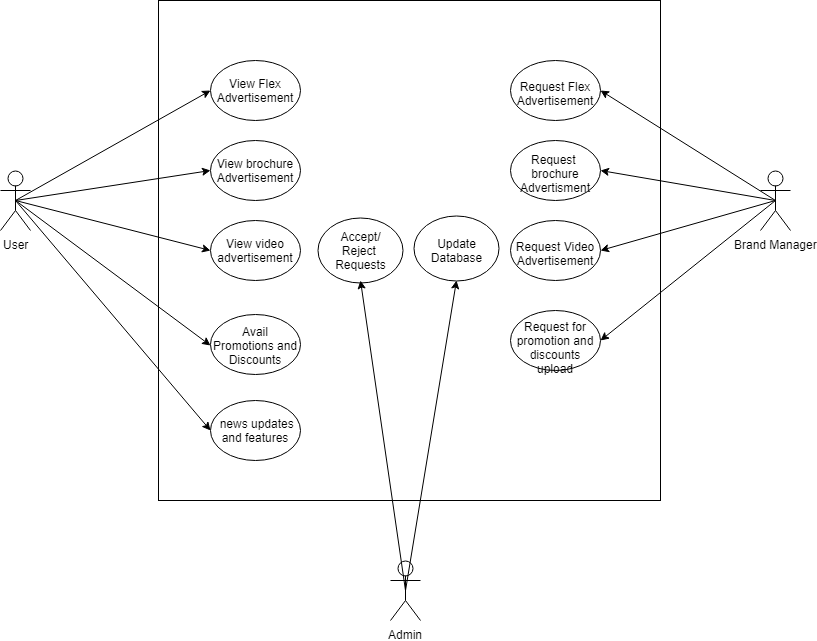 View Flex
Advertisement
Request Flex
Advertisement
View brochure
Advertisement
Request
brochure
Advertisment
User
Brand Manager
View video
advertisement
Accept/
Reject
Requests
Update
Database
Request Video
Advertisement
Avail
Promotions and
Discounts
Request for
promotion and
discounts
upload
news updates
and features
Admin